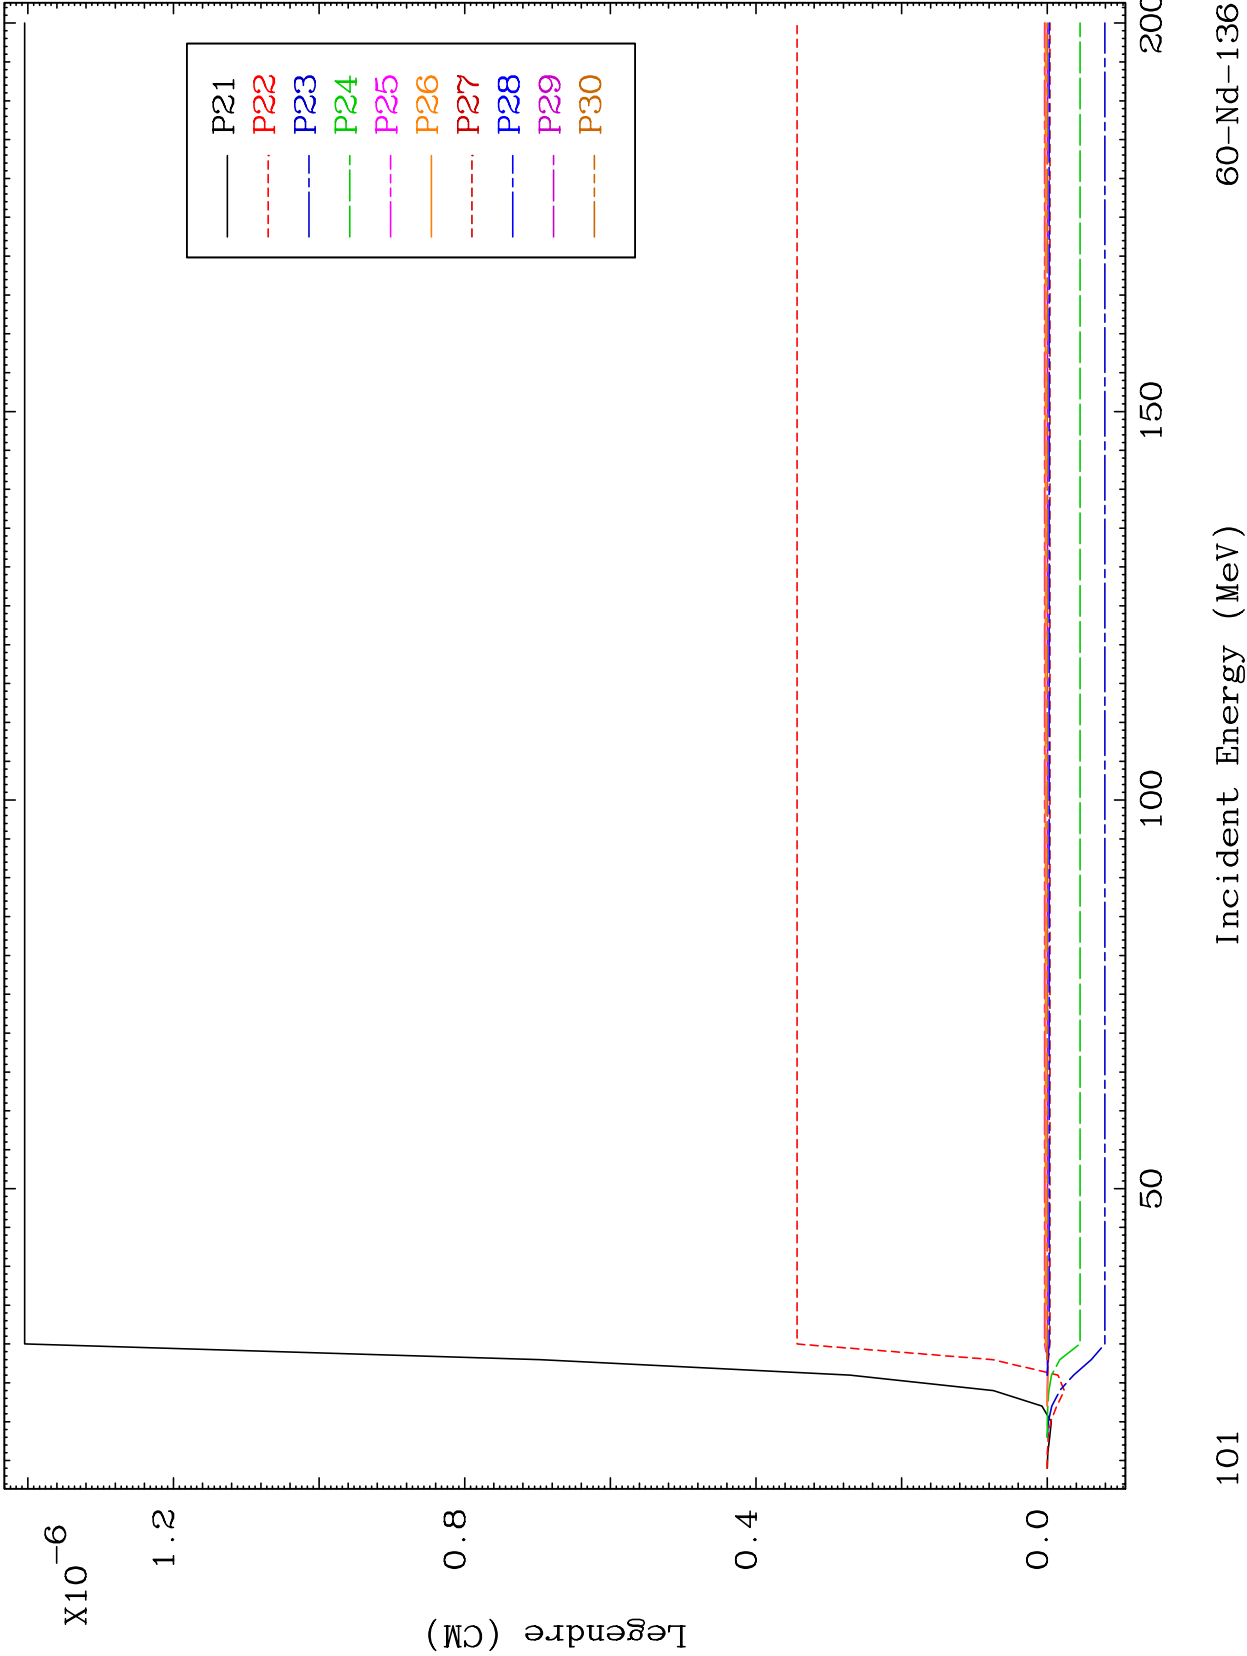 X10-6
1.2
0.8
0.4
0.0
Legendre (CM)
P21
P22
P23
P24
P25
P26
P27
P28
P29
P30
50
100
150
200
101
Incident Energy (MeV)
60-Nd-136